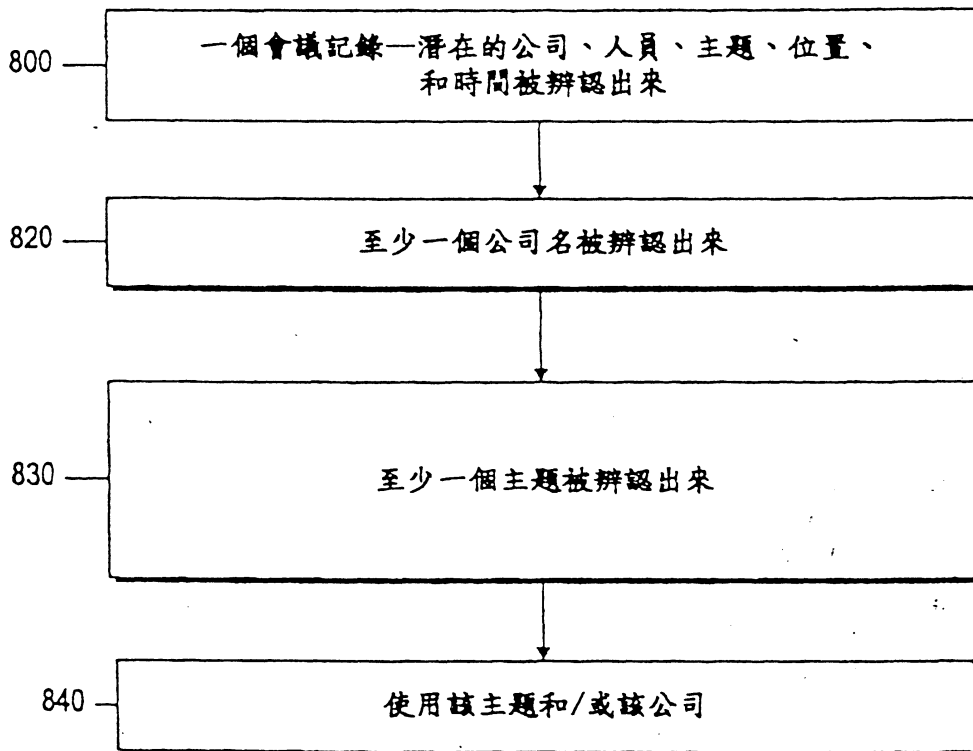 800
一個會議記錄—潛在的公司、人員、主題、位置、
和時間被辨認出來
820
至少一個公司名被辨認出來
830
至少一個主題被辨認出來
840
使用該主題和/或該公司